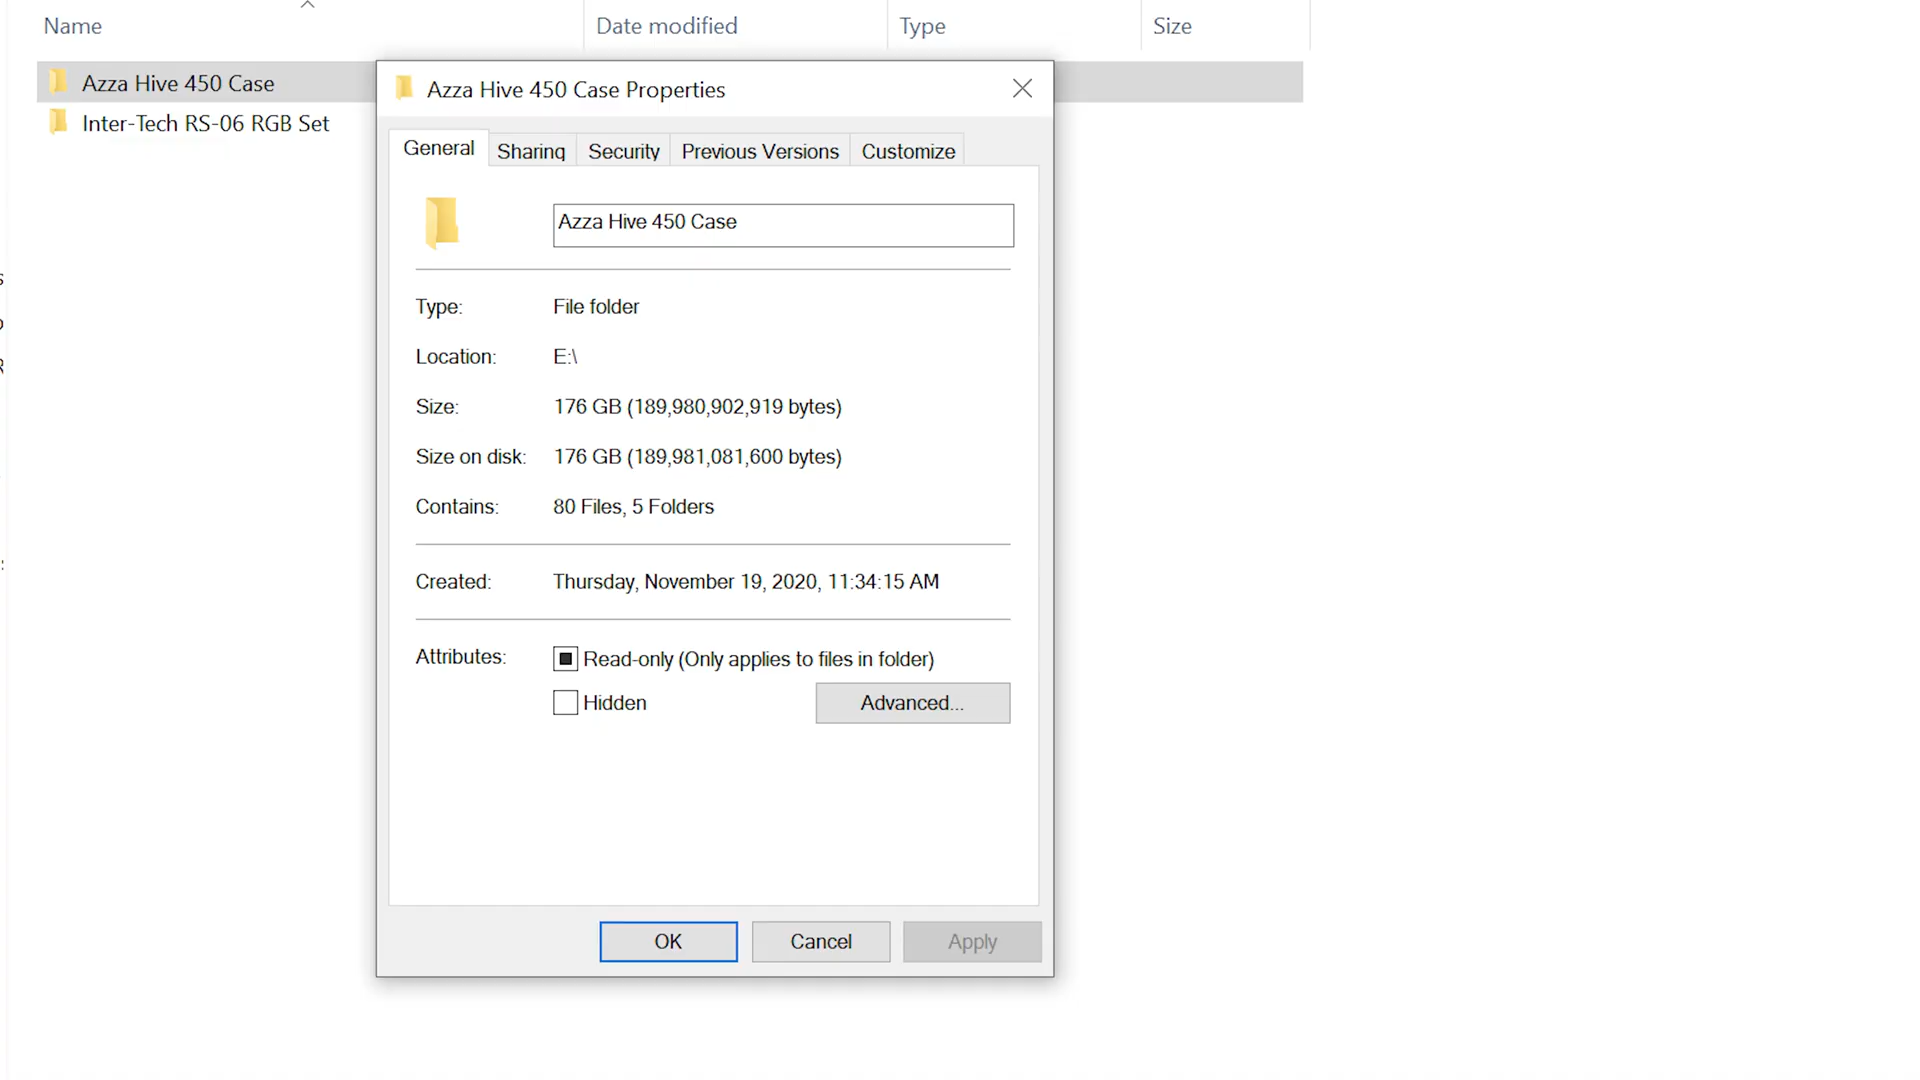 Name Date modified Type Size
Azza Hive 450 Case
Inter-Tech RS-06 RGB Set
Azza Hive 450 Case Properties
General Sharing Security Previous Versions Customize
Azza Hive 450 Case
Type: File folder
Location: E:\
Size: 176 GB (189,980,902,919 bytes)
Size on disk: 176 GB (189,981,081,600 bytes)
Contains: 80 Files, 5 Folders
Created: Thursday, November 19, 2020, 11:34:15 AM
Attributes: Read-only (Only applies to files in folder)
Hidden Advanced...
OK Cancel Apply